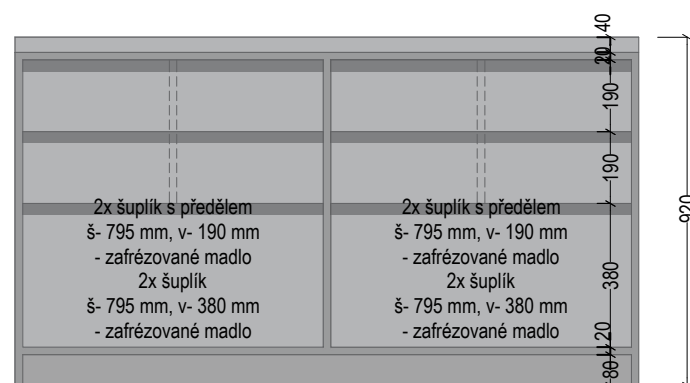 40
20
190
190
920
2x šuplík s předělem
š- 795 mm, v- 190 mm
- zafrézované madlo
2x šuplík
š- 795 mm, v- 380 mm
- zafrézované madlo
2x šuplík s předělem
š- 795 mm, v- 190 mm
- zafrézované madlo
2x šuplík
š- 795 mm, v- 380 mm
- zafrézované madlo
380
20
80